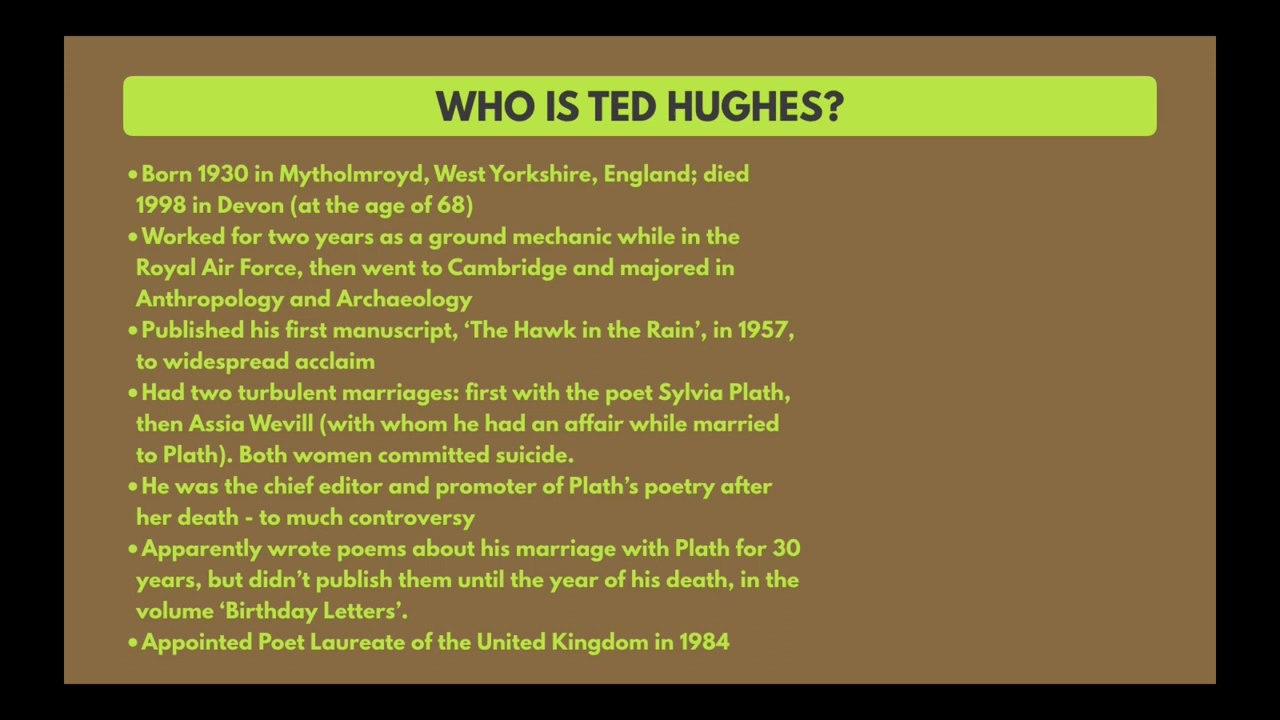 WHO IS TED HUGHES?
•Born 1930 in Mytholmroyd, West Yorkshire, England; died
1998 in Devon (at the age of 68)
•Worked for two years as a ground mechanic while in the
Royal Air Force, then went to Cambridge and majored in
Anthropology and Archaeology
•Published his first manuscript, ‘The Hawk in the Rain’, in 1957,
to widespread acclaim
•Had two turbulent marriages: first with the poet Sylvia Plath,
then Assia Wevill (with whom he had an affair while married
to Plath). Both women committed suicide.
•He was the chief editor and promoter of Plath’s poetry after
her death - to much controversy
•Apparently wrote poems about his marriage with Plath for 30
years, but didn’t publish them until the year of his death, in the
volume ‘Birthday Letters’.
•Appointed Poet Laureate of the United Kingdom in 1984